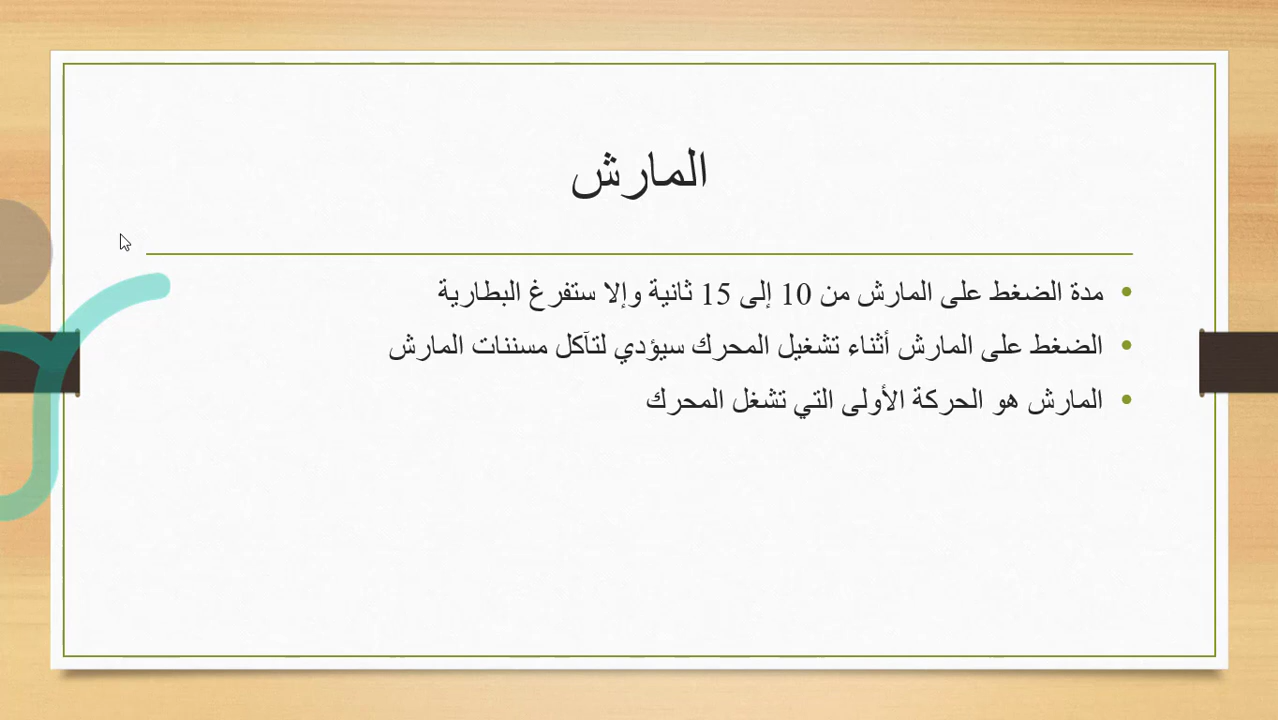 المارش
مدة الضغط على المارش من 10 إلى 15 ثانية وإلا ستفرغ البطارية
الضغط على المارش أثناء تشغيل المحرك سيؤدي لتآكل مسننات المارش
المارش هو الحركة الأولى التي تشغل المحرك